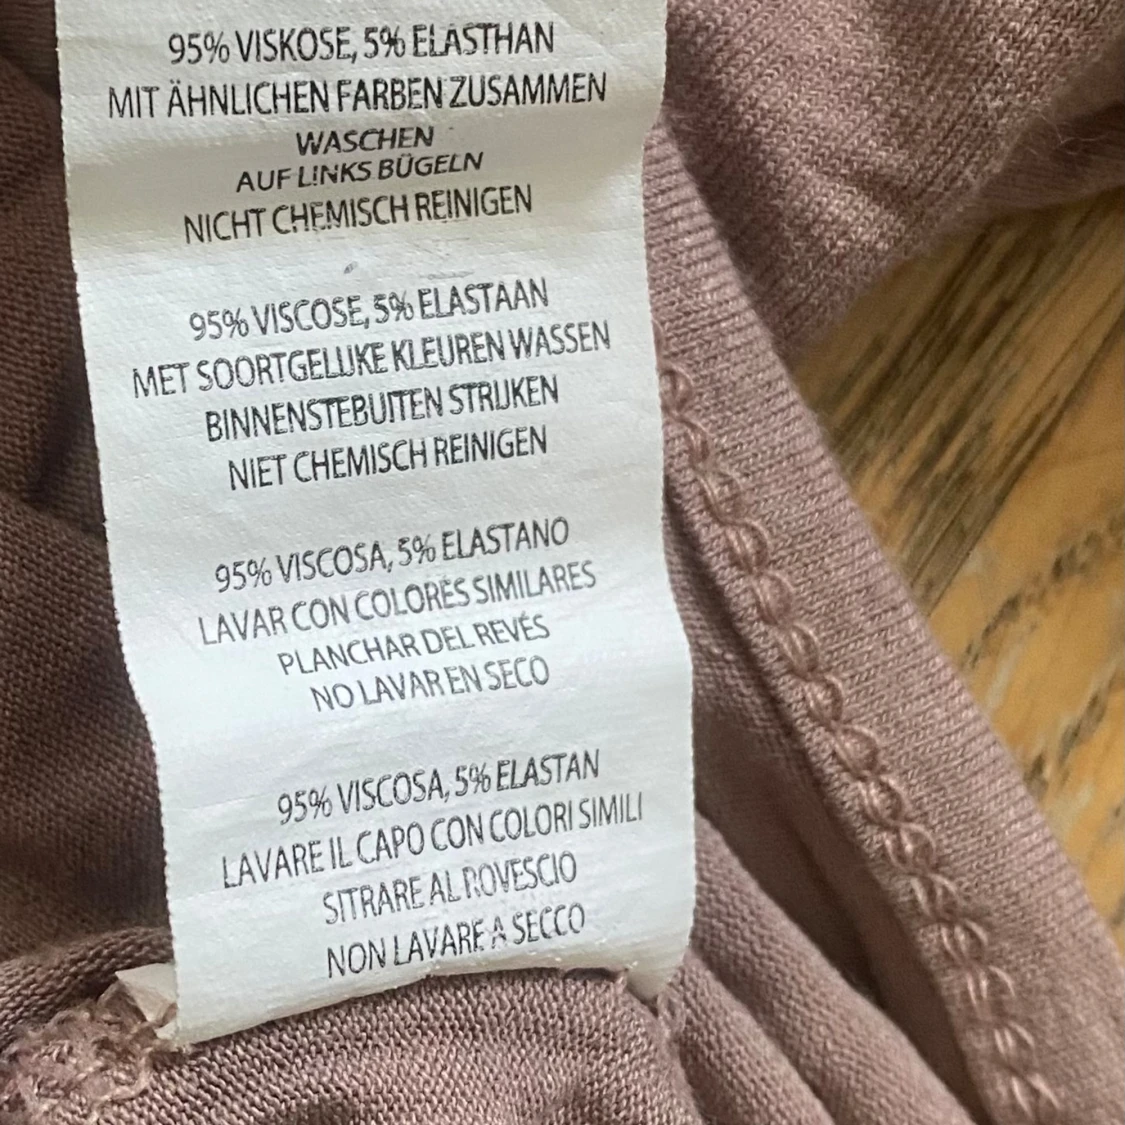 95% VISKOSE, 5% ELASTHAN
MIT ÄHNLICHEN FARBEN ZUSAMMEN
WASCHEN
AUF LINKS BÜGELN
NICHT CHEMISCH REINIGEN
95% VISCOSE, 5% ELASTAAN
MET SOORTGELIJKE KLEUREN WASSEN
BINNENSTEBUITEN STRIJKEN
NIET CHEMISCH REINIGEN
95% VISCOSA, 5% ELASTANO
LAVAR CON COLORES SIMILARES
PLANCHAR DEL REVÉS
NO LAVAR EN SECO
95% VISCOSA, 5% ELASTAN
LAVARE IL CAPO CON COLORI SIMILI
SITRARE AL ROVESCIO
NON LAVARE A SECCO